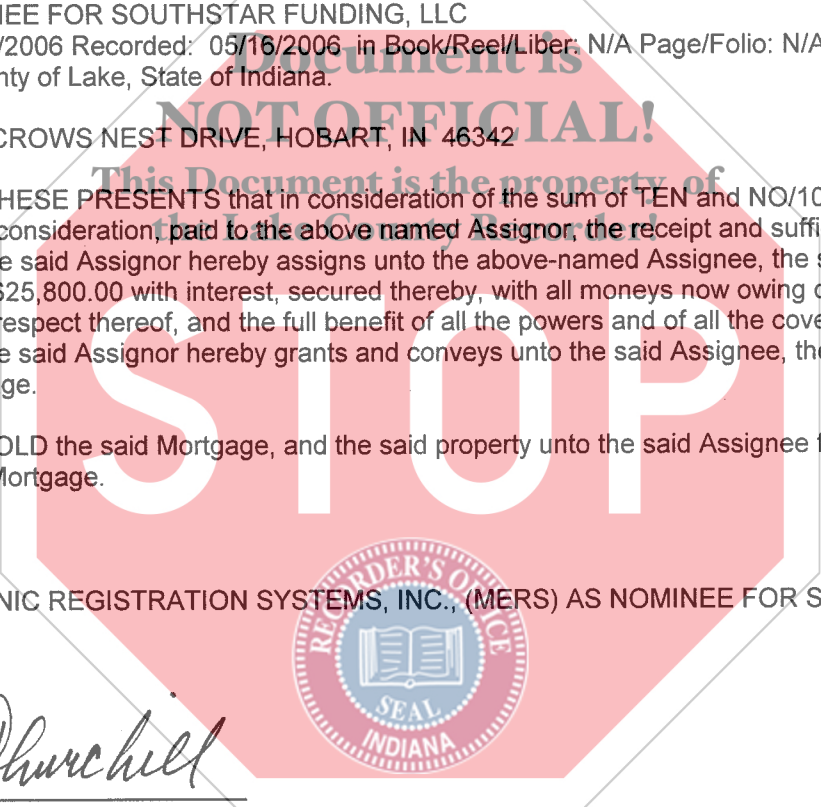 NEE FOR SOUTHSTAR FUNDING, LLC
/2006 Recorded: 05/16/2006 in Book/Reel/Liber: N/A Page/Folio: N/A
nty of Lake, State of Indiana.
Document is
NOT OFFICIAL!
CROWS NEST DRIVE, HOBART, IN 46342
This Document is the property of
the Lake County Recorder!
HESE PRESENTS that in consideration of the sum of TEN and NO/10
consideration, paid to the above named Assignor, the receipt and suffi
e said Assignor hereby assigns unto the above-named Assignee, the s
$25,800.00 with interest, secured thereby, with all moneys now owing o
respect thereof, and the full benefit of all the powers and of all the cove
e said Assignor hereby grants and conveys unto the said Assignee, the
ge.
STOP
OLD the said Mortgage, and the said property unto the said Assignee f
Mortgage.
NIC REGISTRATION SYSTEMS, INC., (MERS) AS NOMINEE FOR S
RECORDER'S OFFICE
SEAL
INDIANA
Churchill